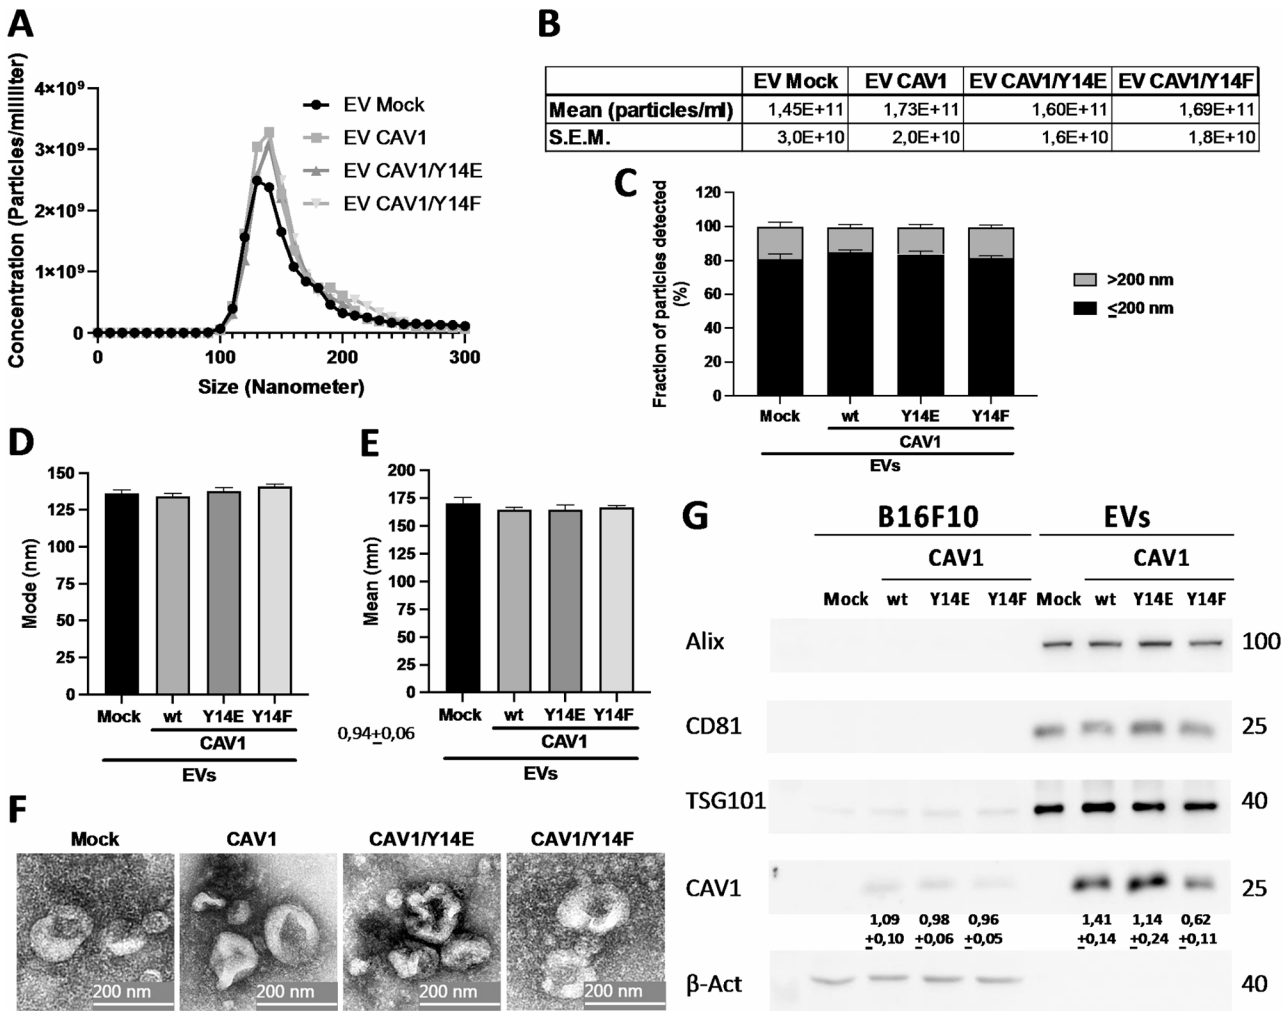 A
Concentration (Particles/milliliter)
4×10⁹
3×10⁹
2×10⁹
1×10⁹
0
0 100 200 300
Size (Nanometer)
EV Mock
EV CAV1
EV CAV1/Y14E
EV CAV1/Y14F
B
EV Mock EV CAV1 EV CAV1/Y14E EV CAV1/Y14F
Mean (particles/ml) 1,45E+11 1,73E+11 1,60E+11 1,69E+11
S.E.M. 3,0E+10 2,0E+10 1,6E+10 1,8E+10
C
Fraction of particles detected
(%)
120
100
80
60
40
20
0
Mock wt Y14E Y14F
CAV1
EVs
>200 nm
≤200 nm
D
Mode (nm)
150
125
100
75
50
25
0
Mock wt Y14E Y14F
CAV1
EVs
E
Mean (mn)
200
175
150
125
100
75
50
25
0
Mock wt Y14E Y14F
0,94±0,06
CAV1
EVs
F
Mock CAV1 CAV1/Y14E CAV1/Y14F
200 nm 200 nm 200 nm 200 nm
G
B16F10 EVs
CAV1 CAV1
Mock wt Y14E Y14F Mock wt Y14E Y14F
Alix 100
CD81 25
TSG101 40
CAV1 25
1,09 0,98 0,96 1,41 1,14 0,62
±0,10 ±0,06 ±0,05 ±0,14 ±0,24 ±0,11
β-Act 40